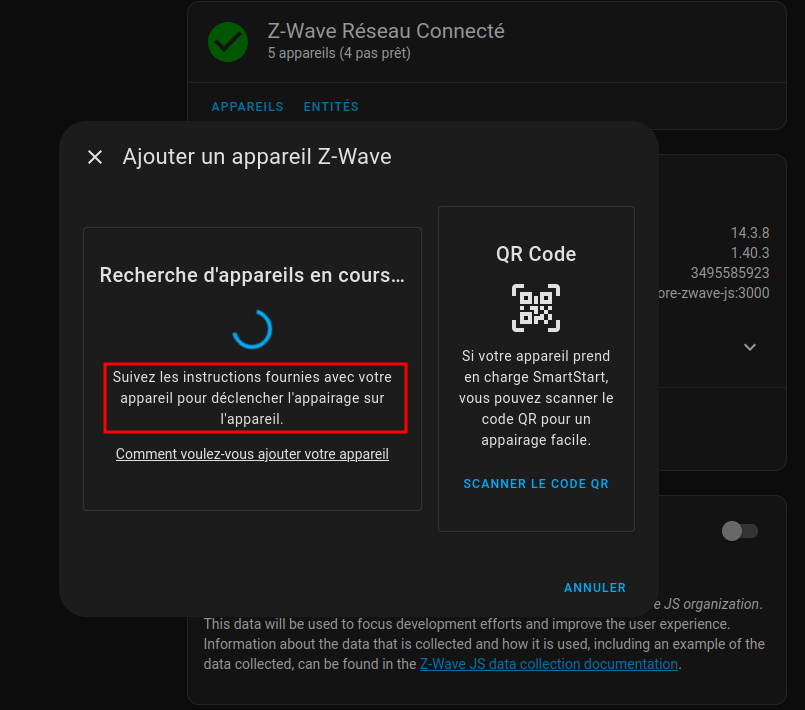 Z-Wave Réseau Connecté
5 appareils (4 pas prêt)
APPAREILS ENTITÉS
Ajouter un appareil Z-Wave
Recherche d'appareils en cours...
Suivez les instructions fournies avec votre
appareil pour déclencher l'appairage sur
l'appareil.
Comment voulez-vous ajouter votre appareil
QR Code
Si votre appareil prend
en charge SmartStart,
vous pouvez scanner le
code QR pour un
appairage facile.
SCANNER LE CODE QR
ANNULER
14.3.8
1.40.3
3495585923
ore-zwave-js:3000
e JS organization.
This data will be used to focus development efforts and improve the user experience.
Information about the data that is collected and how it is used, including an example of the
data collected, can be found in the Z-Wave JS data collection documentation.